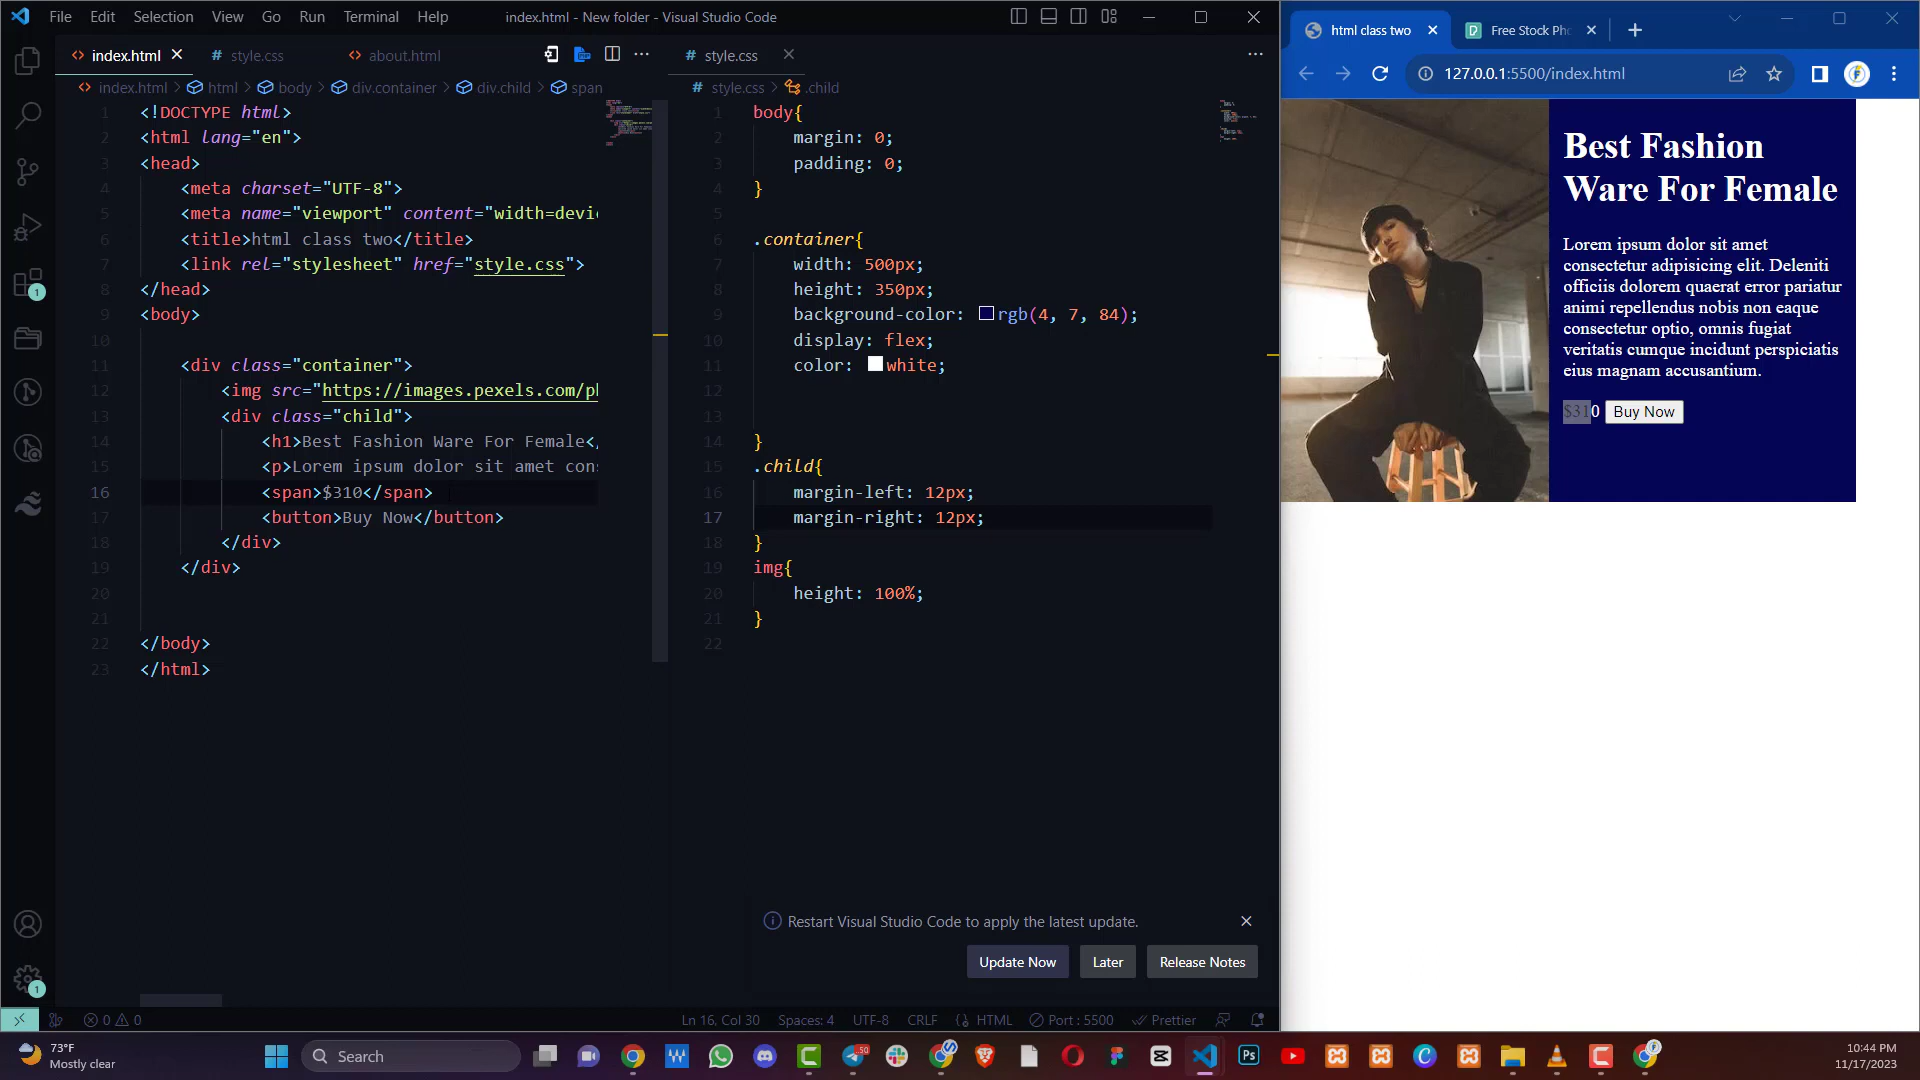 File Edit Selection View Go Run Terminal Help
index.html - New folder - Visual Studio Code
index.html
style.css
about.html
index.html > html > body > div.container > div.child > span
1 <!DOCTYPE html>
2 <html lang="en">
3 <head>
4 <meta charset="UTF-8">
5 <meta name="viewport" content="width=devic
6 <title>html class two</title>
7 <link rel="stylesheet" href="style.css">
8 </head>
9 <body>
10
11 <div class="container">
12 <img src="https://images.pexels.com/ph
13 <div class="child">
14 <h1>Best Fashion Ware For Female</
15 <p>Lorem ipsum dolor sit amet cons
16 <span>$310</span>
17 <button>Buy Now</button>
18 </div>
19 </div>
20
21
22 </body>
23 </html>
style.css
style.css > .child
1 body{
2 margin: 0;
3 padding: 0;
4 }
5
6 .container{
7 width: 500px;
8 height: 350px;
9 background-color: rgb(4, 7, 84);
10 display: flex;
11 color: white;
12
13
14 }
15 .child{
16 margin-left: 12px;
17 margin-right: 12px;
18 }
19 img{
20 height: 100%;
21 }
22
Restart Visual Studio Code to apply the latest update.
Update Now Later Release Notes
1
1
0 0
Ln 16, Col 30 Spaces: 4 UTF-8 CRLF {} HTML Port : 5500 Prettier
html class two
Free Stock Pho
127.0.0.1:5500/index.html
Best Fashion
Ware For Female
Lorem ipsum dolor sit amet
consectetur adipisicing elit. Deleniti
officiis dolorem quaerat error pariatur
animi repellendus nobis non eaque
consectetur optio, omnis fugiat
veritatis cumque incidunt perspiciatis
eius magnam accusantium.
$310 Buy Now
73°F
Mostly clear
Search
50
Ps
10:44 PM
11/17/2023